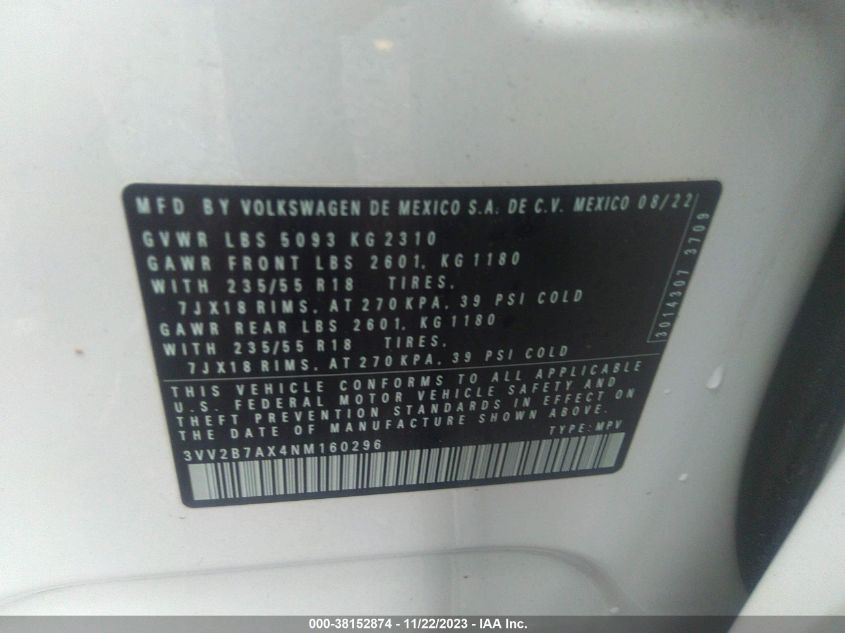 MFD BY VOLKSWAGEN DE MEXICO S.A. DE C.V. MEXICO 08/22
GVWR LBS 5093 KG 2310
GAWR FRONT LBS 2601, KG 1180
WITH 235/55 R18 TIRES,
7JX18 RIMS, AT 270 KPA, 39 PSI COLD
GAWR REAR LBS 2601, KG 1180
WITH 235/55 R18 TIRES,
7JX18 RIMS, AT 270 KPA, 39 PSI COLD
3014307 3709
THIS VEHICLE CONFORMS TO ALL APPLICABLE
U.S. FEDERAL MOTOR VEHICLE SAFETY AND
THEFT PREVENTION STANDARDS IN EFFECT ON
THE DATE OF MANUFACTURE SHOWN ABOVE.
3VV2B7AX4NM160296 TYPE: MPV
000-38152874 - 11/22/2023 - IAA Inc.